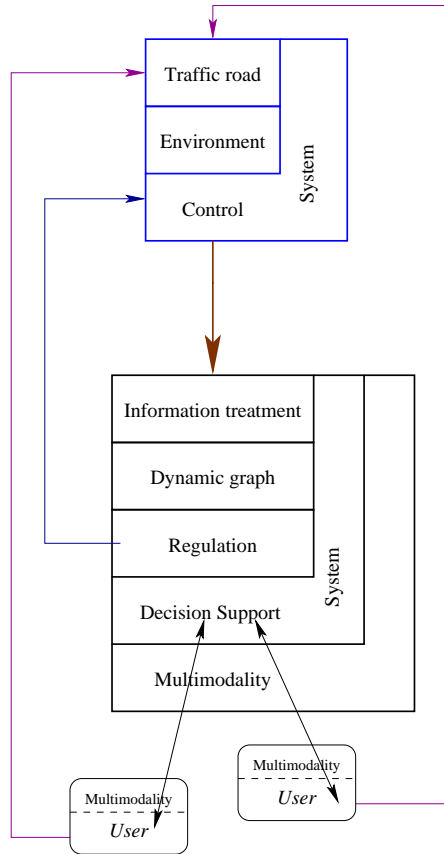 Traffic road
Environment
Control
System
Information treatment
Dynamic graph
Regulation
Decision Support
System
Multimodality
Multimodality
User
Multimodality
User